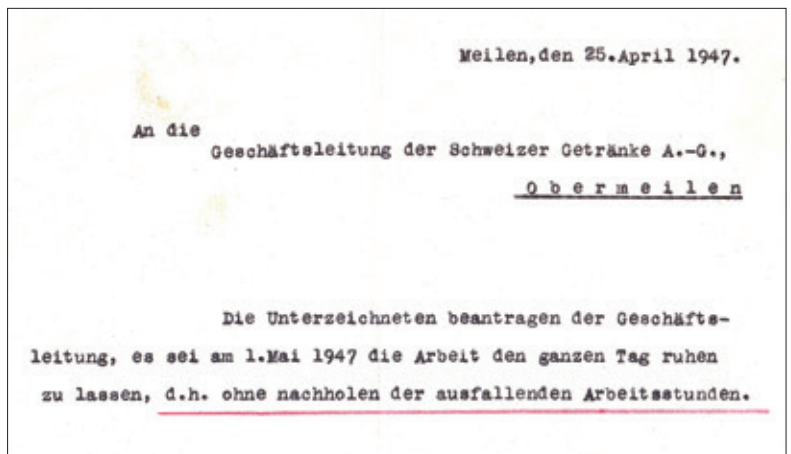 Meilen,den 25.April 1947.
An die
Geschäftsleitung der Schweizer Getränke A.-G.,
O b e r m e i l e n
Die Unterzeichneten beantragen der Geschäfts-
leitung, es sei am 1.Mai 1947 die Arbeit den ganzen Tag ruhen
zu lassen, d.h. ohne nachholen der ausfallenden Arbeitsstunden.